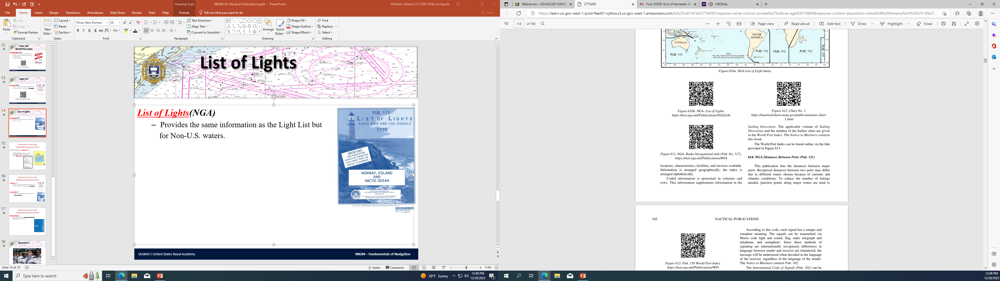 Drawing Tools
NN284-03-Nautical Publications.pptx - PowerPoint
Wilhelm, Robert G LT USN USNA Annapolis
File Home Insert Design Transitions Animations Slide Show Review View Help Format Tell me what you want to do Share
Paste
Cut
Copy
Format Painter
Clipboard
New Slide
Layout
Reset
Section
Slides
Times New Roman 20
Font
Paragraph
Text Direction
Align Text
Convert to SmartArt
Arrange
Quick Styles
Shape Fill
Shape Outline
Shape Effects
Drawing
Find
Replace
Select
Editing
12
PUB. 150
World Port Index
13
Light List
14
List of Lights
15
Determine Chart and
Publication Requirements
16
Determine Chart and
Publication Requirements
17
Determine Chart and
Publication Requirements
18
Questions?
List of Lights
List of Lights(NGA)
– Provides the same information as the Light List but
for Non-U.S. waters.
PUB. 115
LIST OF LIGHTS
RADIO AIDS AND FOG SIGNALS
1999
IMPORTANT
THIS PUBLICATION
SHOULD BE CORRECTED
EACH WEEK FROM THE
NOTICE TO MARINERS
NORWAY, ICELAND
AND
ARCTIC OCEAN
SEANAV I United States Naval Academy
NN284 – Fundamentals of Navigation
Slide 14 of 18
Notes Comments 114%
Type here to search
38°F Sunny
12:48 PM
12/20/2022
References – ADVANCED NAVIGA
2774295
Fwd: MGSP: End-of-Semester At
HBOMax
https://learn-us-gov-west-1-prod-fleet01-xythos.s3.us-gov-west-1.amazonaws.com/62b35cd514724/2774295?response-cache-control=private%2C%20max-age%3D10800&response-content-disposition=inline%3B%20filename%2A%3DUTF-8%27...
118 of 789
Page view Read aloud Add text Draw Highlight Erase
AUSTRALIA
SOUTH
AMERICA
PUB. 111
PUB. 110
PUB. 113
PUB. 112
PUB. 111
NOTE
Figure 610a. NGA List of Light limits.
Figure 610b. NGA- List of Lights.
https://msi.nga.mil/Publications/NGALOL
Figure 611. NGA- Radio Navigational Aids (Pub. No. 117).
https://msi.nga.mil/Publications/RNA
locations, characteristics, facilities, and services available.
Information is arranged geographically; the index is
arranged alphabetically.
Coded information is presented in columns and
rows. This information supplements information in the
Figure 612. Chart No. 1.
https://nauticalcharts.noaa.gov/publications/us-chart-
1.html
Sailing Directions. The applicable volume of Sailing
Directions and the number of the harbor chart are given
in the World Port Index. The Notice to Mariners corrects
this book.
The World Port Index can be found online via the link
provided in Figure 613.
614. NGA Distances Between Ports (Pub. 151)
This publication lists the distances between major
ports. Reciprocal distances between two ports may differ
due to different routes chosen because of currents and
climatic conditions. To reduce the number of listings
needed, junction points along major routes are used to
105
NAUTICAL PUBLICATIONS
Figure 613. Pub. 150 World Port Index.
https://msi.nga.mil/Publications/WPI
According to this code, each signal has a unique and
complete meaning. The signals can be transmitted via
Morse code light and sound, flag, radio telegraph and
telephone, and semaphore. Since these methods of
signaling are internationally recognized, differences in
language between sender and receiver are immaterial; the
message will be understood when decoded in the language
of the receiver, regardless of the language of the sender.
The Notice to Mariners corrects Pub. 102.
The International Code of Signals (Pub. 102) can be
12:48 PM
12/20/2022